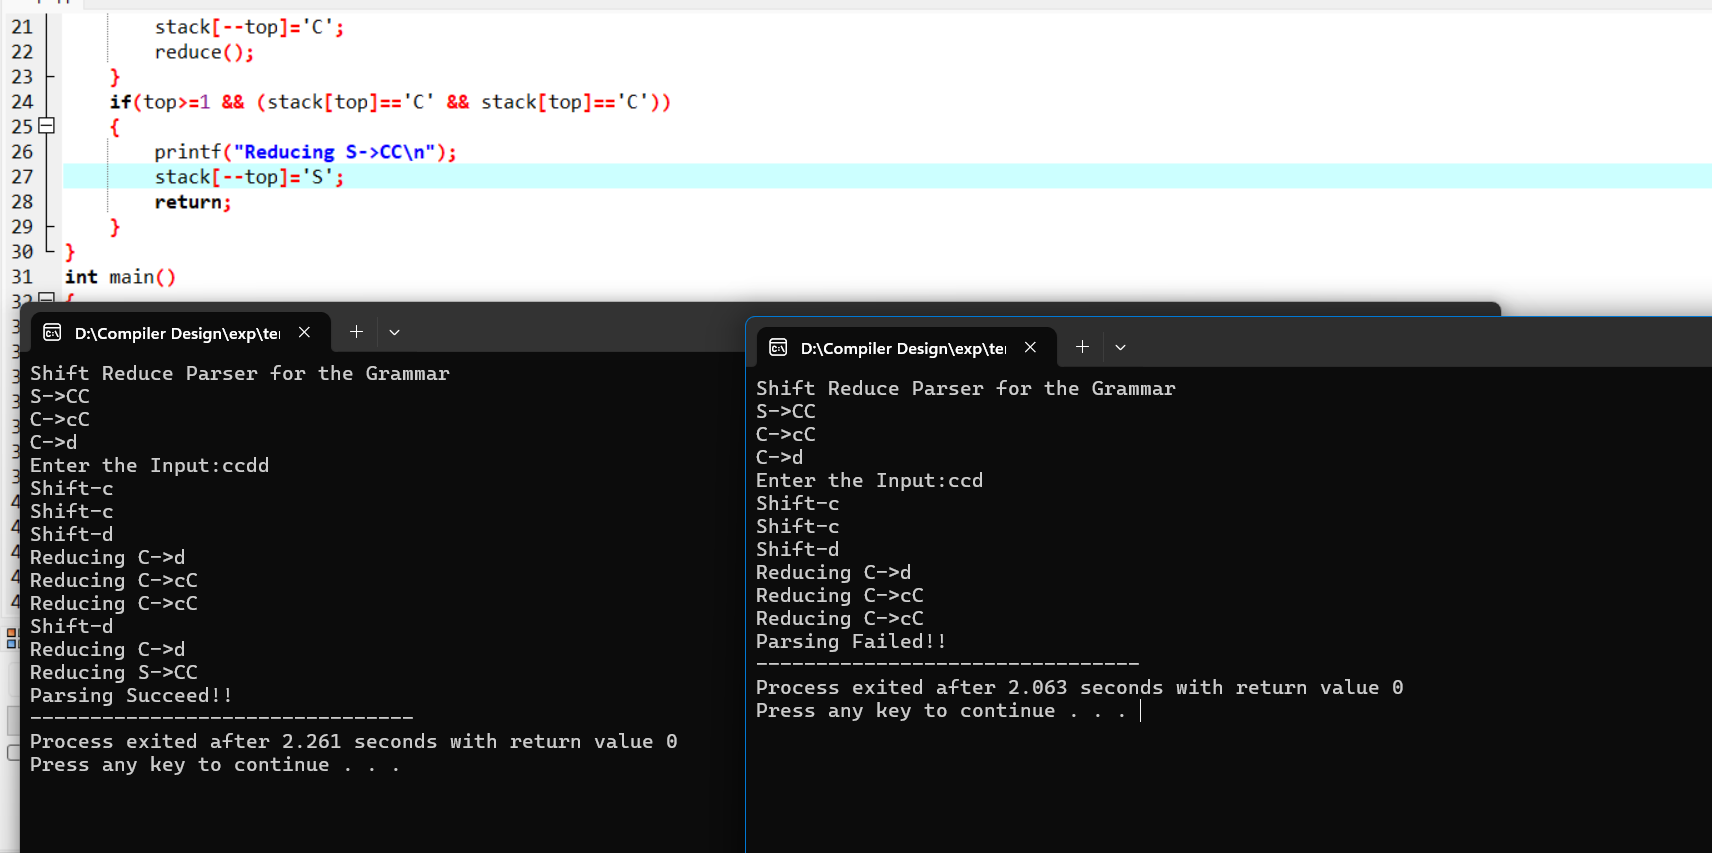 21 stack[--top]='C';
22 reduce();
23 }
24 if(top>=1 && (stack[top]=='C' && stack[top]=='C'))
25 {
26 printf("Reducing S->CC\n");
27 stack[--top]='S';
28 return;
29 }
30 }
31 int main()
32 {
D:\Compiler Design\exp\te
Shift Reduce Parser for the Grammar
S->CC
C->cC
C->d
Enter the Input:ccdd
Shift-c
Shift-c
Shift-d
Reducing C->d
Reducing C->cC
Reducing C->cC
Shift-d
Reducing C->d
Reducing S->CC
Parsing Succeed!!
--------------------------------
Process exited after 2.261 seconds with return value 0
Press any key to continue . . .
D:\Compiler Design\exp\te
Shift Reduce Parser for the Grammar
S->CC
C->cC
C->d
Enter the Input:ccd
Shift-c
Shift-c
Shift-d
Reducing C->d
Reducing C->cC
Reducing C->cC
Parsing Failed!!
--------------------------------
Process exited after 2.063 seconds with return value 0
Press any key to continue . . .